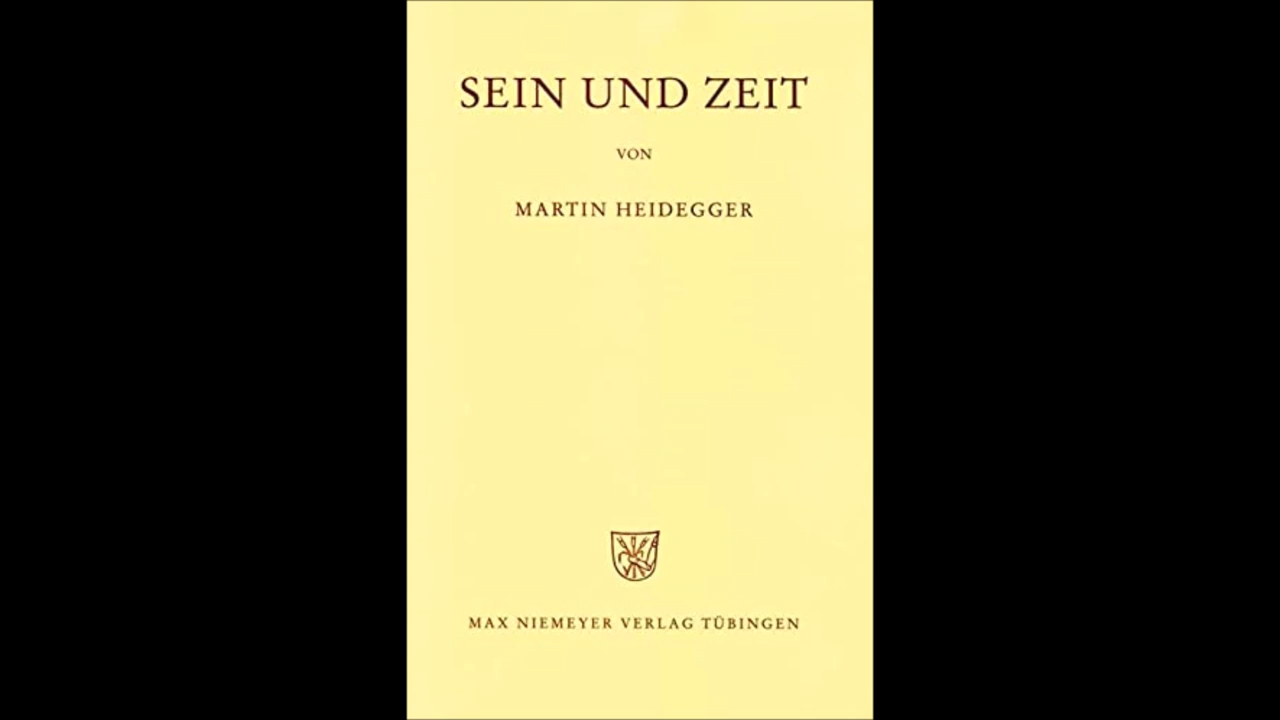 SEIN UND ZEIT
VON
MARTIN HEIDEGGER
MAX NIEMEYER VERLAG TÜBINGEN